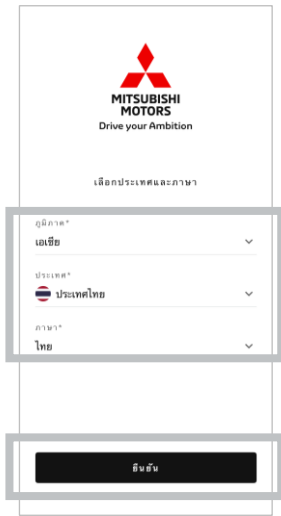 MITSUBISHI
MOTORS
Drive your Ambition
เลือกประเทศและภาษา
ภูมิภาค*
เอเชีย
ประเทศ*
ประเทศไทย
ภาษา*
ไทย
ยืนยัน